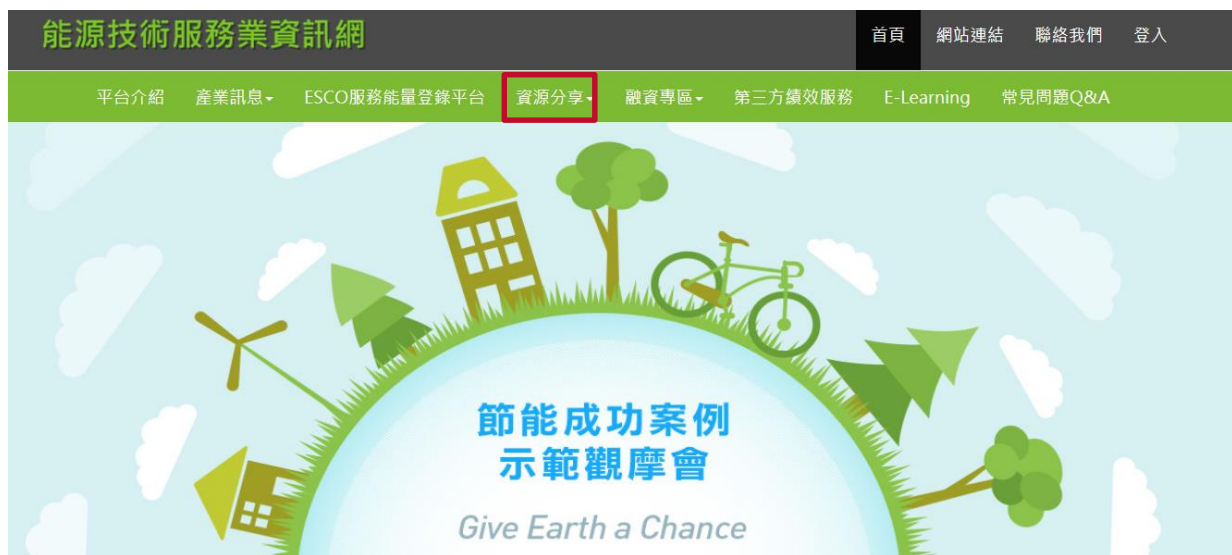 能源技術服務業資訊網
首頁 網站連結 聯絡我們 登入
平台介紹 產業訊息 ESCO服務能量登錄平台 資源分享 融資專區 第三方績效服務 E-Learning 常見問題Q&A
節能成功案例
示範觀摩會
Give Earth a Chance